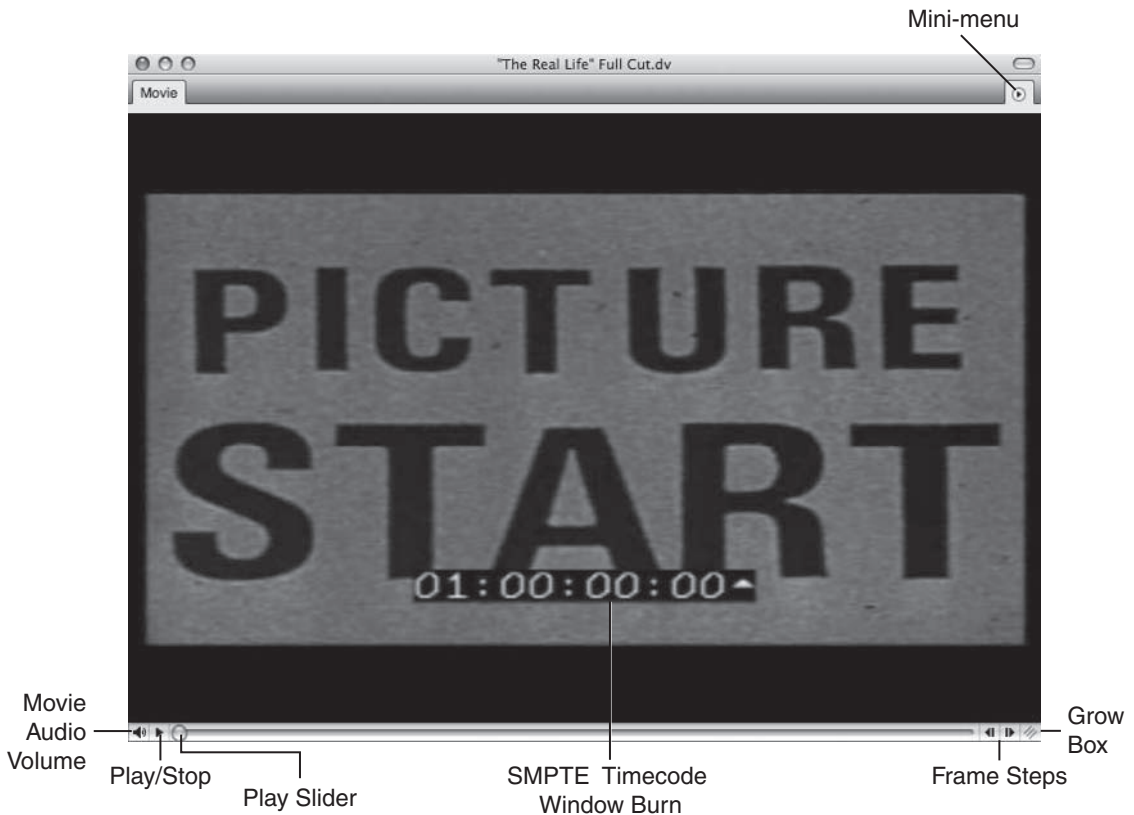 Mini-menu
"The Real Life" Full Cut.dv
Movie
PICTURE
START
01:00:00:00
Movie
Audio
Volume
Play/Stop
Play Slider
SMPTE Timecode
Window Burn
Frame Steps
Grow
Box